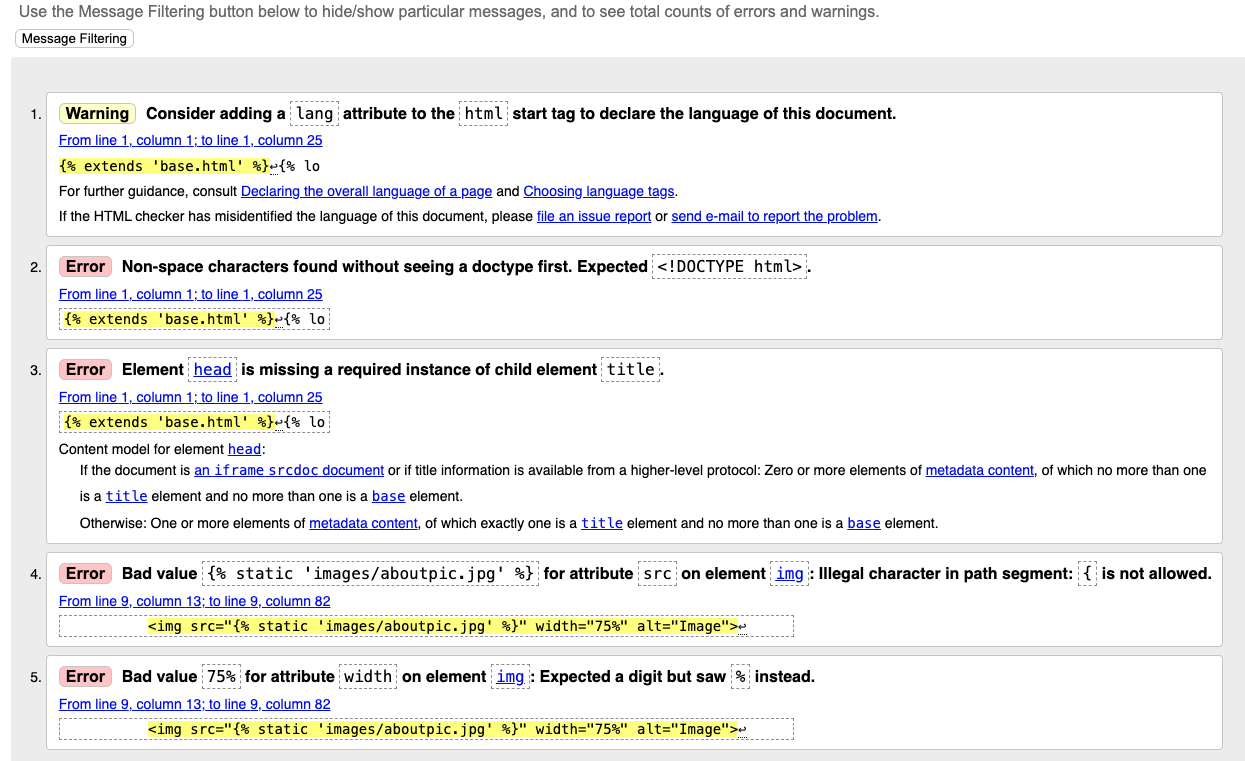 Use the Message Filtering button below to hide/show particular messages, and to see total counts of errors and warnings.
Message Filtering
1. Warning Consider adding a lang attribute to the html start tag to declare the language of this document.
From line 1, column 1; to line 1, column 25
{% extends 'base.html' %}↩{% lo
For further guidance, consult Declaring the overall language of a page and Choosing language tags.
If the HTML checker has misidentified the language of this document, please file an issue report or send e-mail to report the problem.
2. Error Non-space characters found without seeing a doctype first. Expected <!DOCTYPE html>.
From line 1, column 1; to line 1, column 25
{% extends 'base.html' %}↩{% lo
3. Error Element head is missing a required instance of child element title.
From line 1, column 1; to line 1, column 25
{% extends 'base.html' %}↩{% lo
Content model for element head:
If the document is an iframe srcdoc document or if title information is available from a higher-level protocol: Zero or more elements of metadata content, of which no more than one
is a title element and no more than one is a base element.
Otherwise: One or more elements of metadata content, of which exactly one is a title element and no more than one is a base element.
4. Error Bad value {% static 'images/aboutpic.jpg' %} for attribute src on element img: Illegal character in path segment: { is not allowed.
From line 9, column 13; to line 9, column 82
<img src="{% static 'images/aboutpic.jpg' %}" width="75%" alt="Image">↩
5. Error Bad value 75% for attribute width on element img: Expected a digit but saw % instead.
From line 9, column 13; to line 9, column 82
<img src="{% static 'images/aboutpic.jpg' %}" width="75%" alt="Image">↩